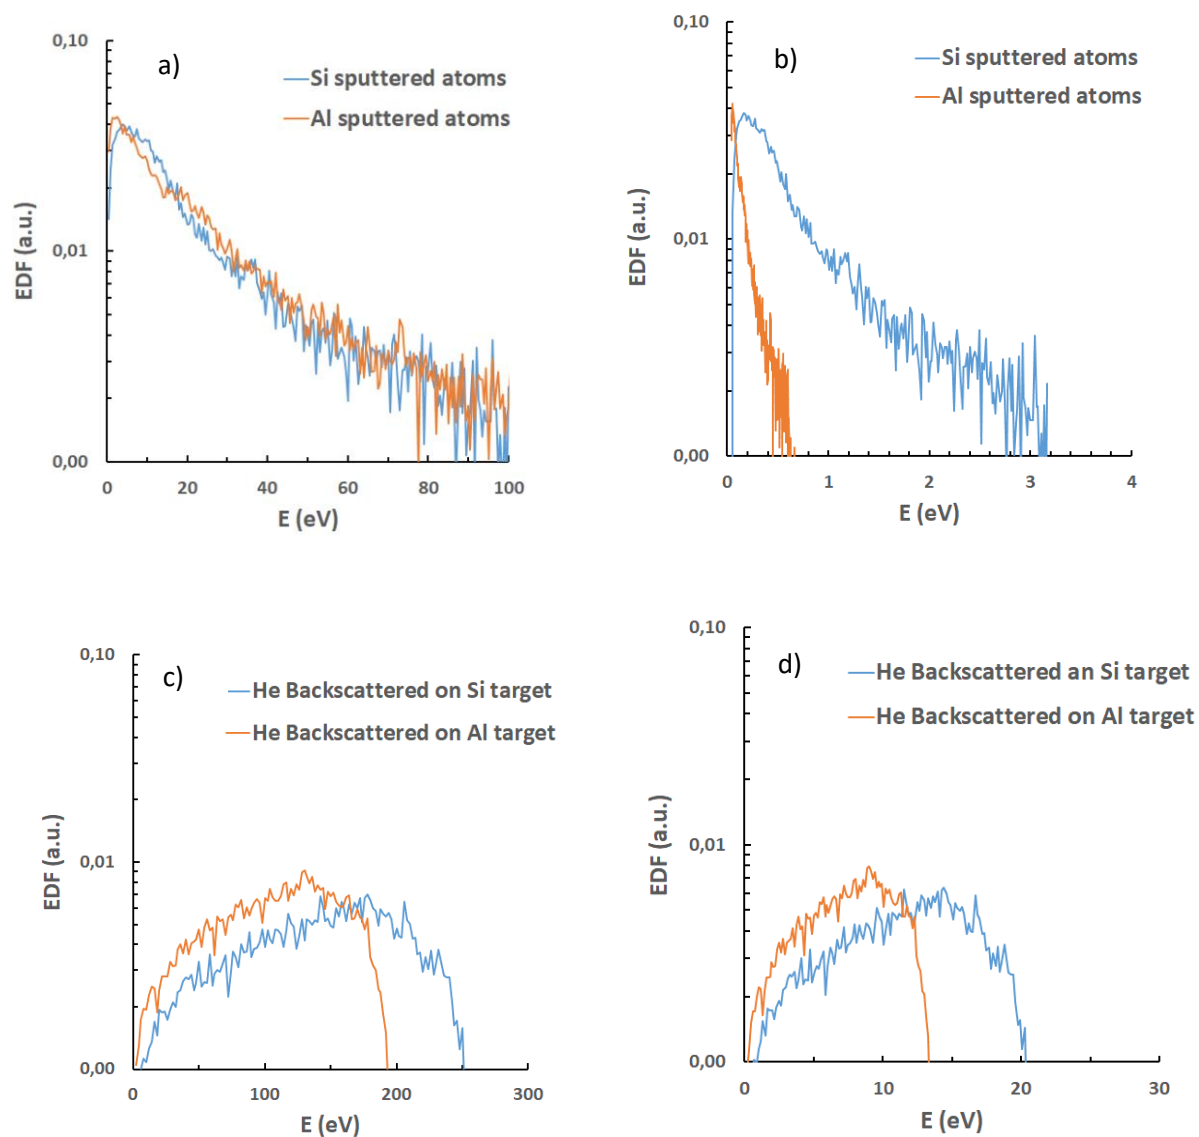 a)
0,10
Si sputtered atoms
Al sputtered atoms
EDF (a.u.)
0,01
0,00
0 20 40 60 80 100
E (eV)
b)
0,10
Si sputtered atoms
Al sputtered atoms
EDF (a.u.)
0,01
0,00
0 1 2 3 4
E (eV)
c)
0,10
He Backscattered on Si target
He Backscattered on Al target
EDF (a.u.)
0,01
0,00
0 100 200 300
E (eV)
d)
0,10
He Backscattered an Si target
He Backscattered on Al target
EDF (a.u.)
0,01
0,00
0 10 20 30
E (eV)